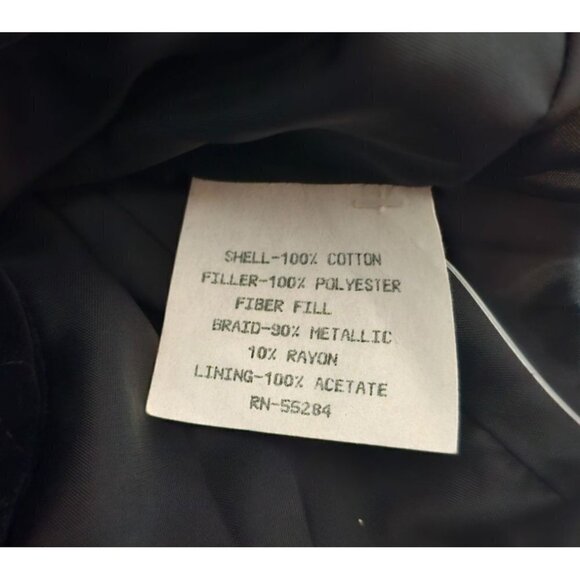 SHELL-100% COTTON
FILLER-100% POLYESTER
FIBER FILL
BRAID-90% METALLIC
10% RAYON
LINING-100% ACETATE
RN-55284